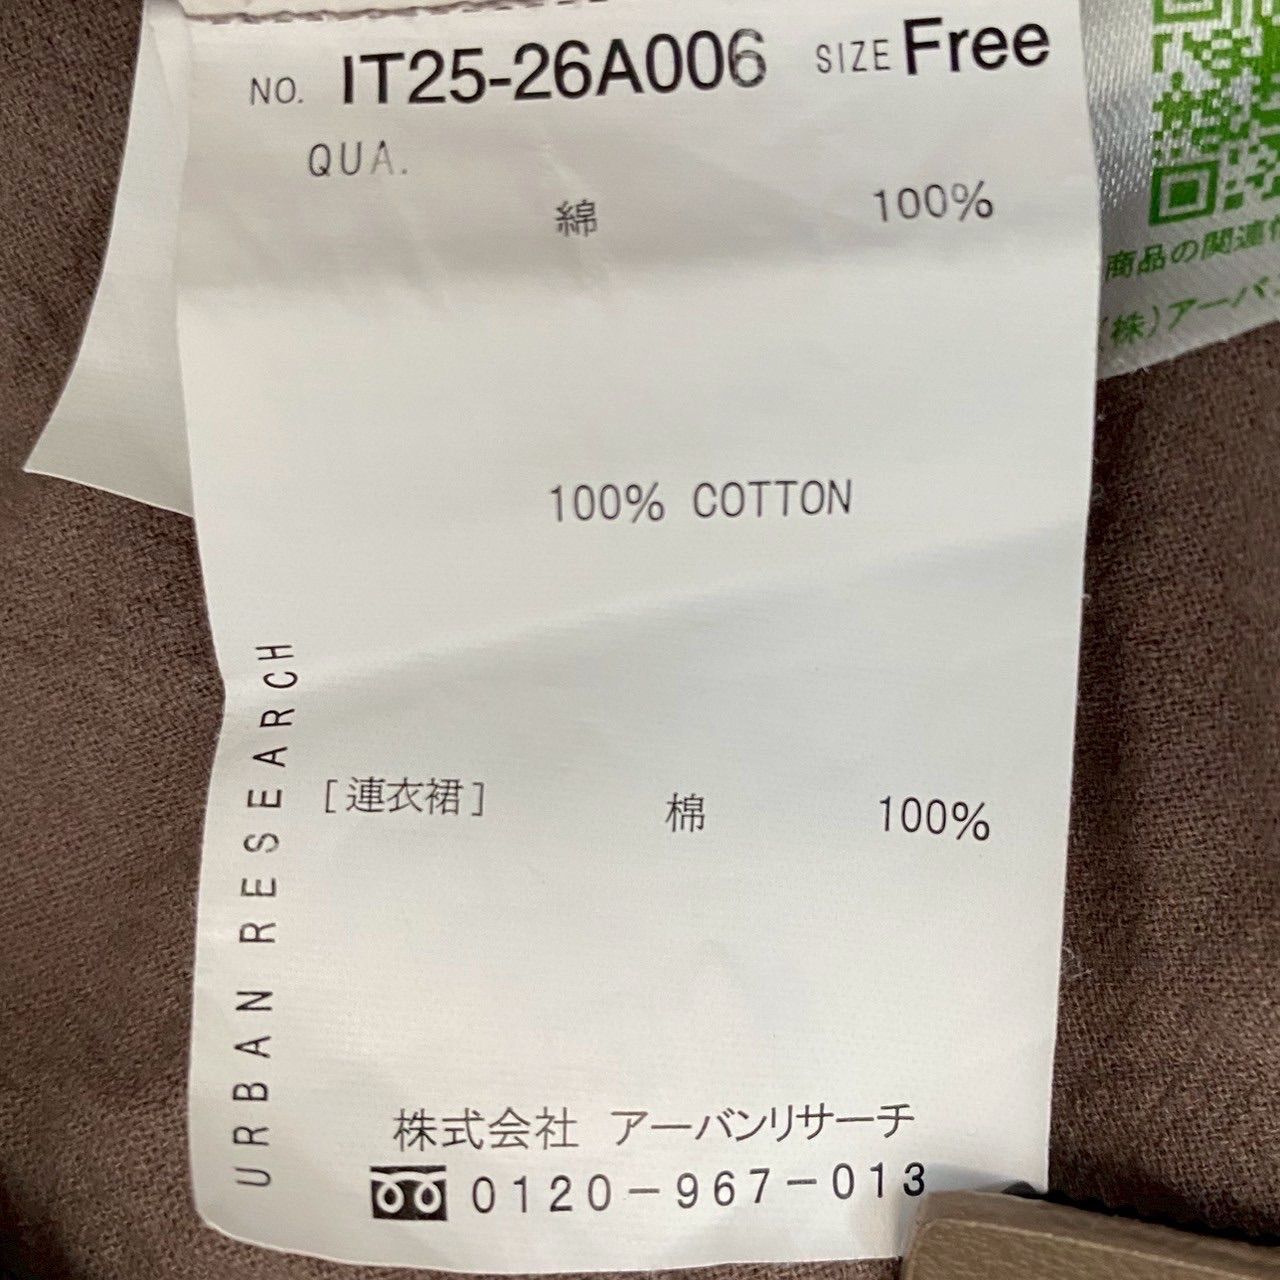 NO. IT25-26A006 SIZE Free
QUA.
綿 100%
100% COTTON
[連衣裙] 棉 100%
URBAN RESEARCH
株式会社 アーバンリサーチ
0120-967-013
商品の関連
(株)アーバ